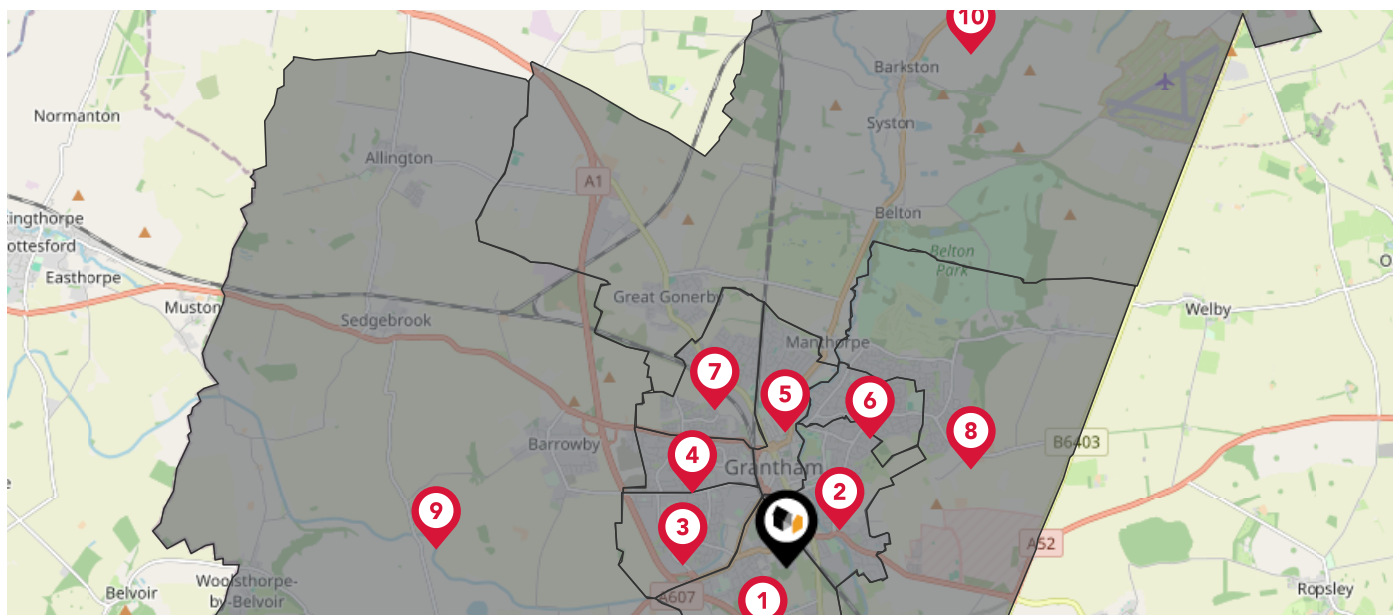 10
Barkston
Normanton
Syston
Allington
A1
Belton
Belton
Park
ottesford
Easthorpe
Great Gonerby
Muston
Sedgebrook
Welby
Manthorpe
7
5
6
8
B6403
Barrowby
4
Grantham
2
9
3
A52
Woolsthorpe-
by-Belvoir
Belvoir
A607
1
Ropsley